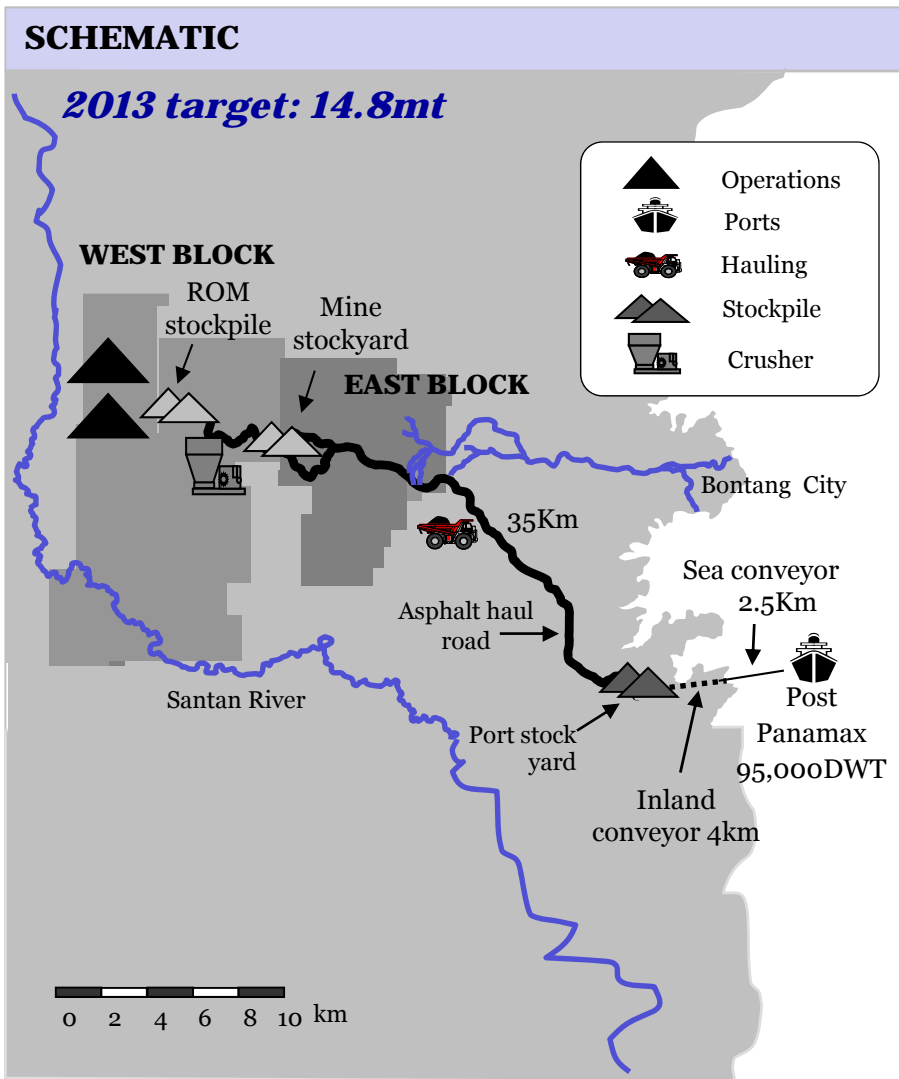 SCHEMATIC
2013 target: 14.8mt
Operations
Ports
Hauling
Stockpile
Crusher
WEST BLOCK
ROM
stockpile
Mine
stockyard
EAST BLOCK
Bontang City
35Km
Sea conveyor
2.5Km
Asphalt haul
road
Santan River
Post
Panamax
95,000DWT
Port stock
yard
Inland
conveyor 4km
0 2 4 6 8 10 km